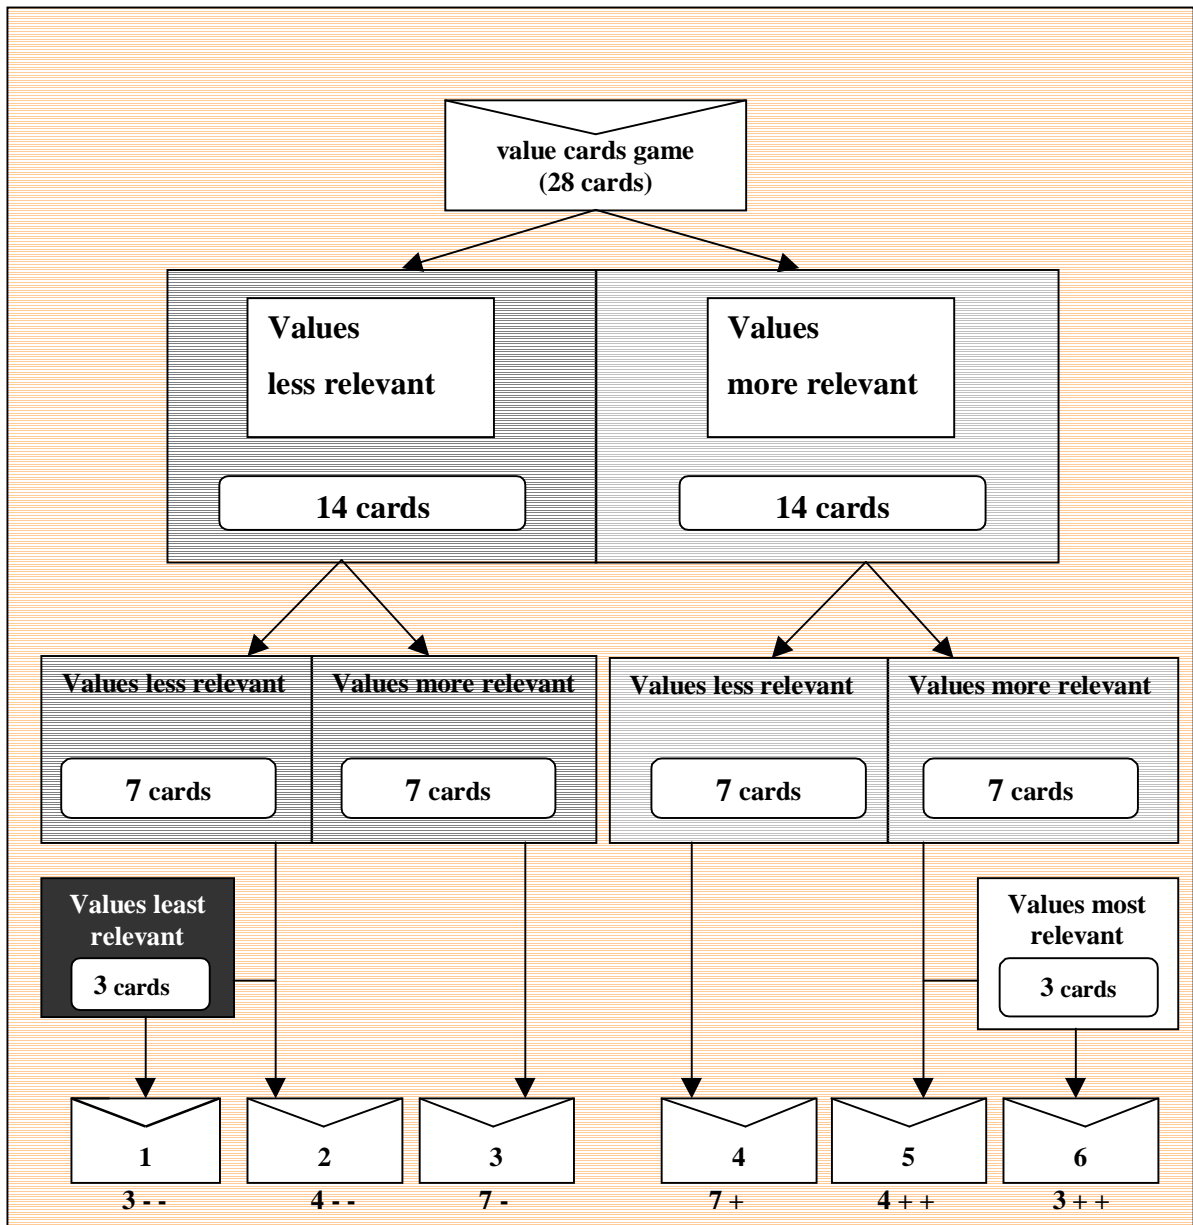 value cards game
(28 cards)
Values
less relevant
Values
more relevant
14 cards
14 cards
Values less relevant
Values more relevant
Values less relevant
Values more relevant
7 cards
7 cards
7 cards
7 cards
Values least
relevant
3 cards
Values most
relevant
3 cards
1
2
3
4
5
6
3 - -
4 - -
7 -
7 +
4 + +
3 + +